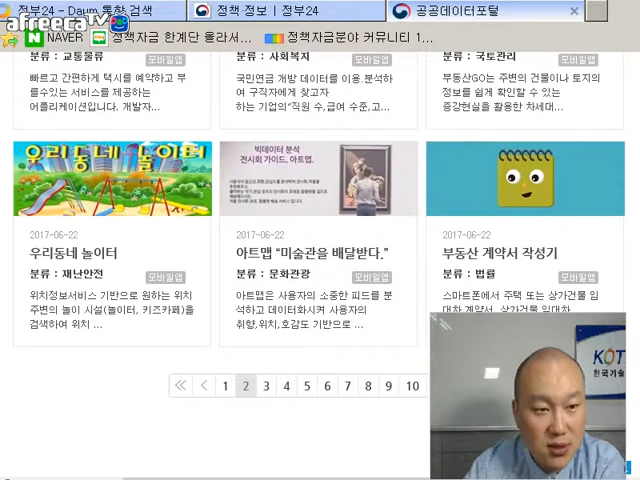 정부24 - Daum 통합 검색
정책·정보 | 정부24
공공데이터포털
afreecaTV
NAVER
정책자금 한계단 올라서...
정책자금분야 커뮤니티 1...
분류 : 교통물류
모바일앱
분류 : 사회복지
모바일앱
분류 : 국토관리
모바일앱
빠르고 간편하게 택시를 예약하고 부
를수있는 서비스를 제공하는
어플리케이션입니다. 개발자...
국민연금 개방 데이터를 이용.분석하
여 구직자에게 찾고자
하는 기업의"직원 수,급여 수준,고...
부동산GO는 주변의 건물이나 토지의
정보를 쉽게 확인할 수 있는
증강현실을 활용한 차세대...
우리동네 놀이터
빅데이터 분석
전시회 가이드, 아트맵.
2017-06-22
우리동네 놀이터
분류 : 재난안전
모바일앱
위치정보서비스 기반으로 원하는 위치
주변의 놀이 시설(놀이터, 키즈카페)을
검색하여 위치 ...
2017-06-22
아트맵 "미술관을 배달받다."
분류 : 문화관광
모바일앱
아트맵은 사용자의 소중한 피드를 분
석하고 데이터화시켜 사용자의
취향,위치,호감도 기반으로 ...
2017-06-22
부동산 계약서 작성기
분류 : 법률
모바일앱
스마트폰에서 주택 또는 상가건물 임
대차 계약서, 상가건물 임대차
1 2 3 4 5 6 7 8 9 10
KOT
한국기술